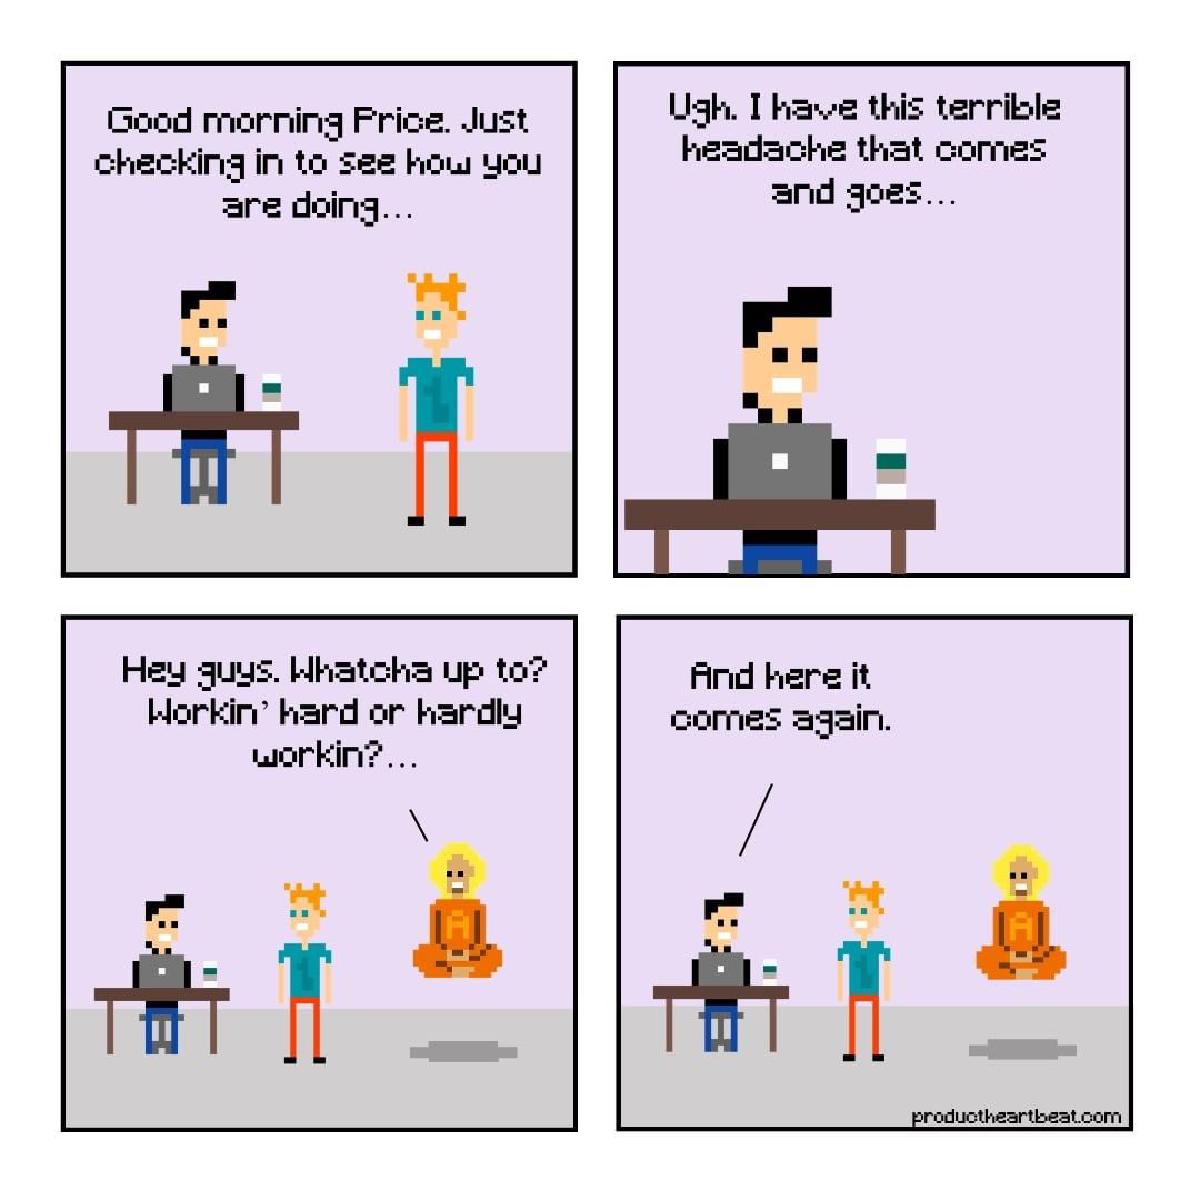 Good morning Price. Just
checking in to see how you
are doing...
Ugh. I have this terrible
headache that comes
and goes...
Hey guys. Whatcha up to?
Workin' hard or hardly
workin?...
And here it
comes again.
productheartbeat.com